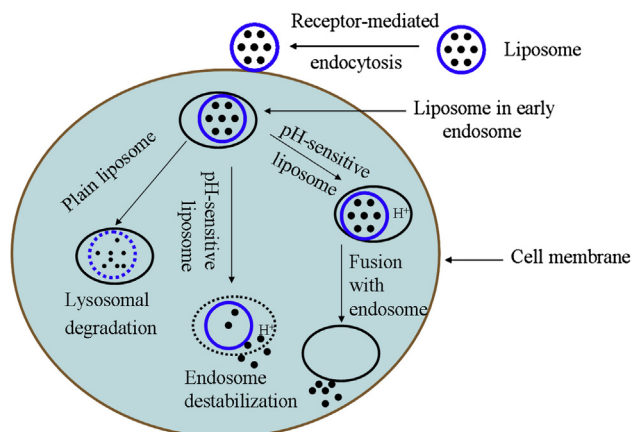 Receptor-mediated
endocytosis
Liposome
Liposome in early
endosome
Plain liposome
pH-sensitive
liposome
pH-sensitive
liposome
H⁺
Cell membrane
Fusion
with
endosome
Lysosomal
degradation
H⁺
Endosome
destabilization